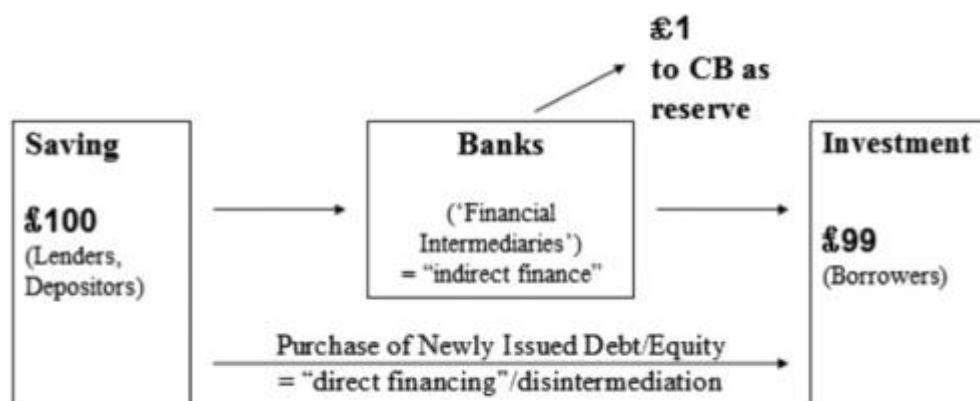 £1
to CB as
reserve
Saving
£100
(Lenders,
Depositors)
Banks
(‘Financial
Intermediaries’)
= “indirect finance”
Investment
£99
(Borrowers)
Purchase of Newly Issued Debt/Equity
= “direct financing”/disintermediation